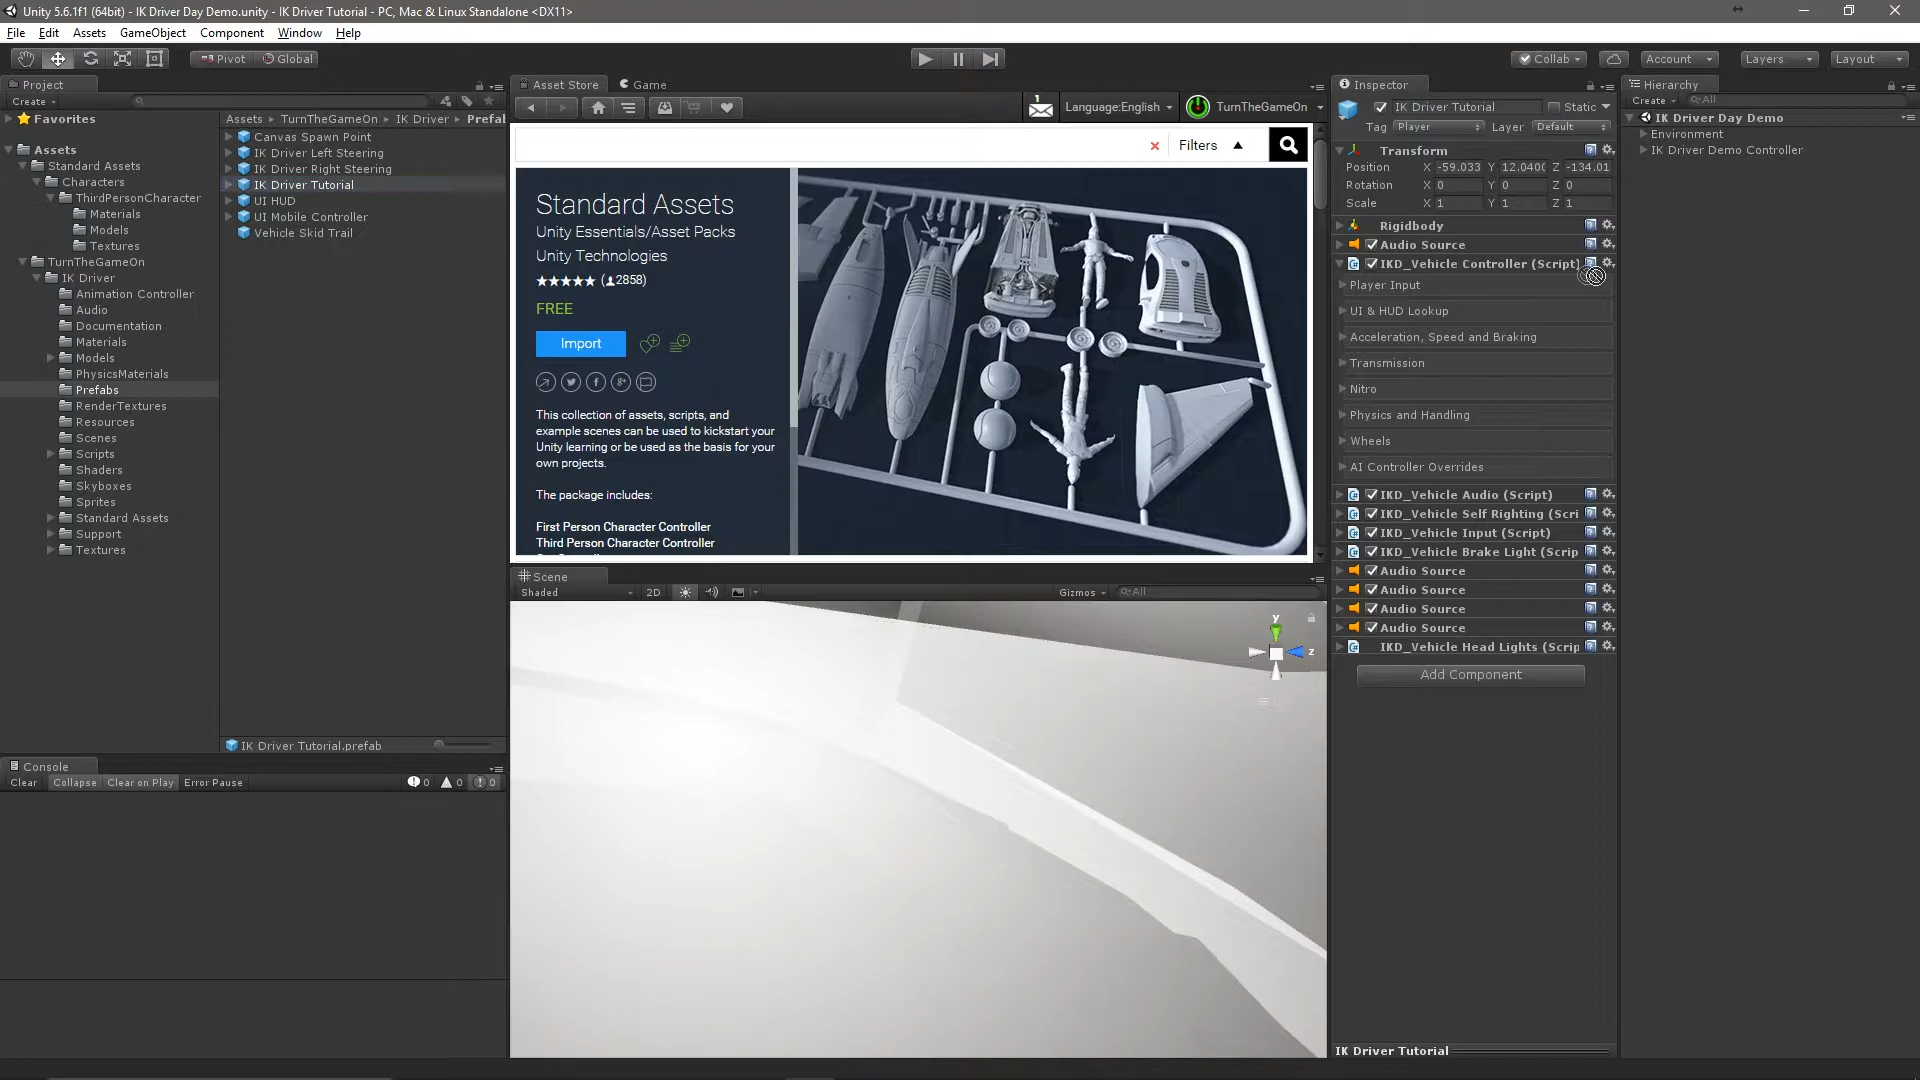 Unity 5.6.1f1 (64bit) - IK Driver Day Demo.unity - IK Driver Tutorial - PC, Mac & Linux Standalone <DX11>
File Edit Assets GameObject Component Window Help
Pivot Global
Collab Account Layers Layout
Project
Create
Favorites
Assets
Standard Assets
Characters
ThirdPersonCharacter
Materials
Models
Textures
TurnTheGameOn
IK Driver
Animation Controller
Audio
Documentation
Materials
Models
PhysicsMaterials
Prefabs
RenderTextures
Resources
Scenes
Scripts
Shaders
Skyboxes
Sprites
Standard Assets
Support
Textures
Assets TurnTheGameOn IK Driver Prefal
Canvas Spawn Point
IK Driver Left Steering
IK Driver Right Steering
IK Driver Tutorial
UI HUD
UI Mobile Controller
Vehicle Skid Trail
IK Driver Tutorial.prefab
Console
Clear Collapse Clear on Play Error Pause 0 0 0
Asset Store Game
1 Language:English TurnTheGameOn
Filters
Standard Assets
Unity Essentials/Asset Packs
Unity Technologies
(2858)
FREE
Import
This collection of assets, scripts, and
example scenes can be used to kickstart your
Unity learning or be used as the basis for your
own projects.
The package includes:
First Person Character Controller
Third Person Character Controller
Scene
Shaded 2D Gizmos All
y
z
Inspector
IK Driver Tutorial Static
Tag Player Layer Default
Transform
Position X -59.033 Y 12.040( Z -134.01
Rotation X 0 Y 0 Z 0
Scale X 1 Y 1 Z 1
Rigidbody
Audio Source
IKD_Vehicle Controller (Script)
Player Input
UI & HUD Lookup
Acceleration, Speed and Braking
Transmission
Nitro
Physics and Handling
Wheels
AI Controller Overrides
IKD_Vehicle Audio (Script)
IKD_Vehicle Self Righting (Scri
IKD_Vehicle Input (Script)
IKD_Vehicle Brake Light (Scrip
Audio Source
Audio Source
Audio Source
Audio Source
IKD_Vehicle Head Lights (Scrip
Add Component
IK Driver Tutorial
Hierarchy
Create All
IK Driver Day Demo
Environment
IK Driver Demo Controller